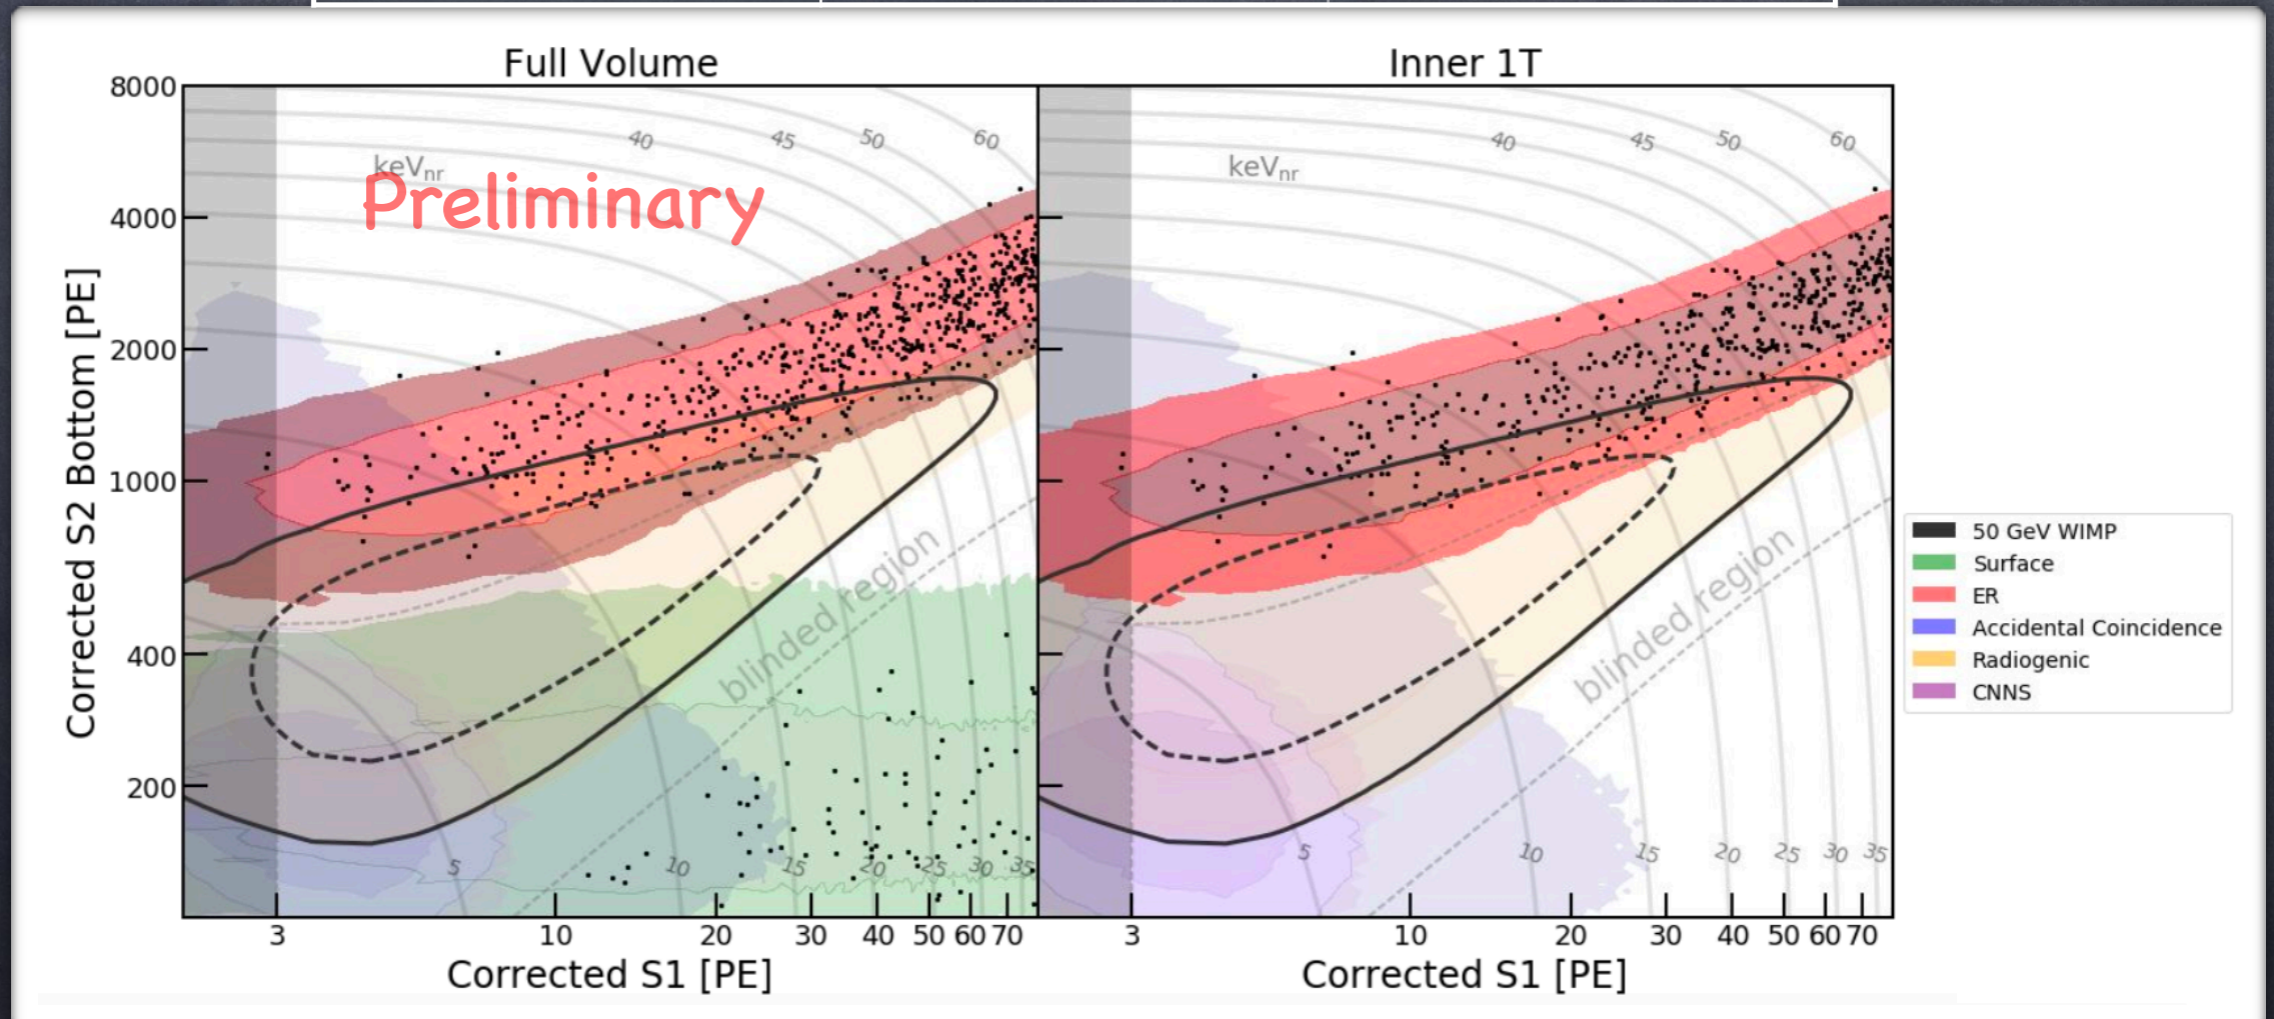 Full Volume
Inner 1T
8000
4000
2000
1000
400
200
Corrected S2 Bottom [PE]
keVnr
40
45
50
60
Preliminary
blinded region
5
10
15
20
25
30
35
3
10
20
30
40
50
60
70
Corrected S1 [PE]
keVnr
40
45
50
60
blinded region
5
10
15
20
25
30
35
3
10
20
30
40
50
60
70
Corrected S1 [PE]
50 GeV WIMP
Surface
ER
Accidental Coincidence
Radiogenic
CNNS